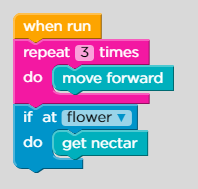 when run
repeat 3 times
do move forward
if at flower ▼
do get nectar